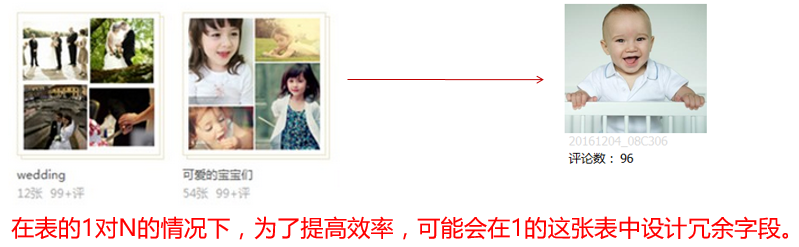 wedding
12张 99+评
可爱的宝宝们
54张 99+评
20161204_08C306
评论数： 96
在表的1对N的情况下，为了提高效率，可能会在1的这张表中设计冗余字段。